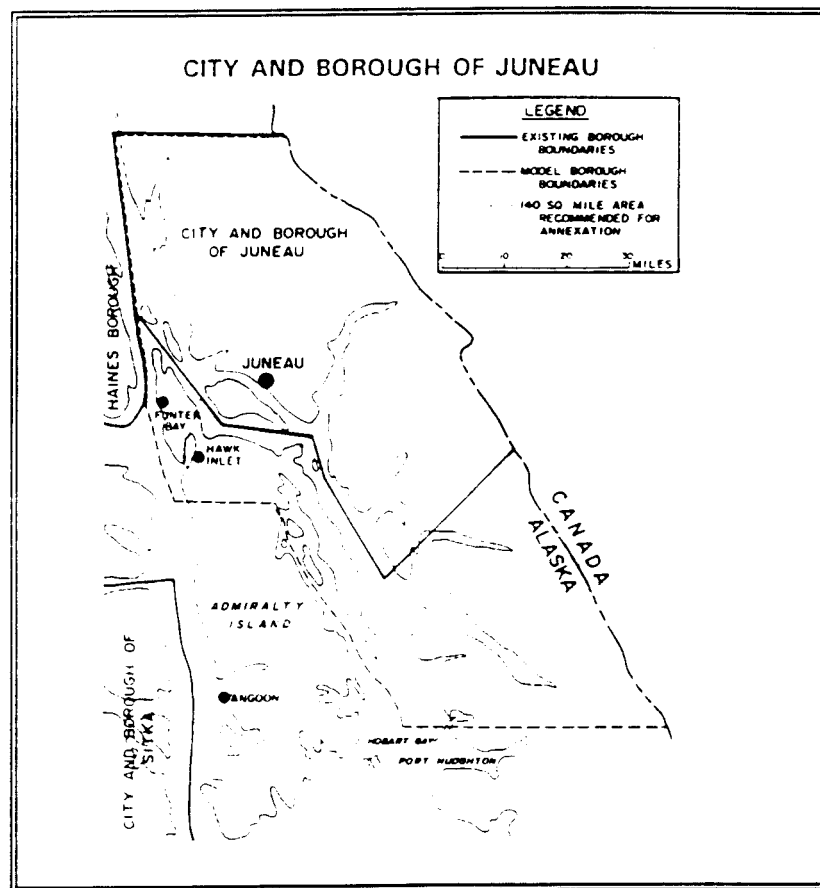 CITY AND BOROUGH OF JUNEAU
LEGEND
EXISTING BOROUGH
BOUNDARIES
MODEL BOROUGH
BOUNDARIES
140 SQ MILE AREA
RECOMMENDED FOR
ANNEXATION
0 10 20 30
MILES
CITY AND BOROUGH
OF JUNEAU
HAINES BOROUGH
JUNEAU
FUNTER
BAY
HAWK
INLET
CANADA
ALASKA
ADMIRALTY
ISLAND
ANGOON
CITY AND BOROUGH OF
SITKA
HOBART BAY
PORT HUOSHTON